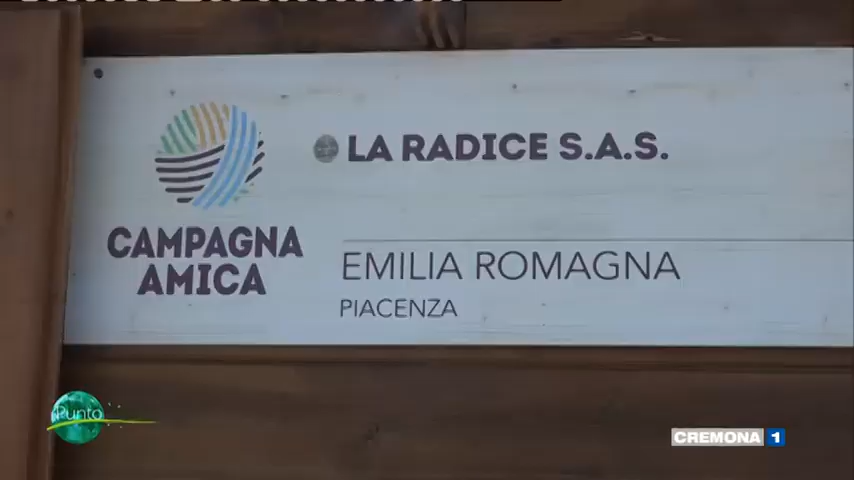 LA RADICE S.A.S.
CAMPAGNA
AMICA
EMILIA ROMAGNA
PIACENZA
Punto
CREMONA 1